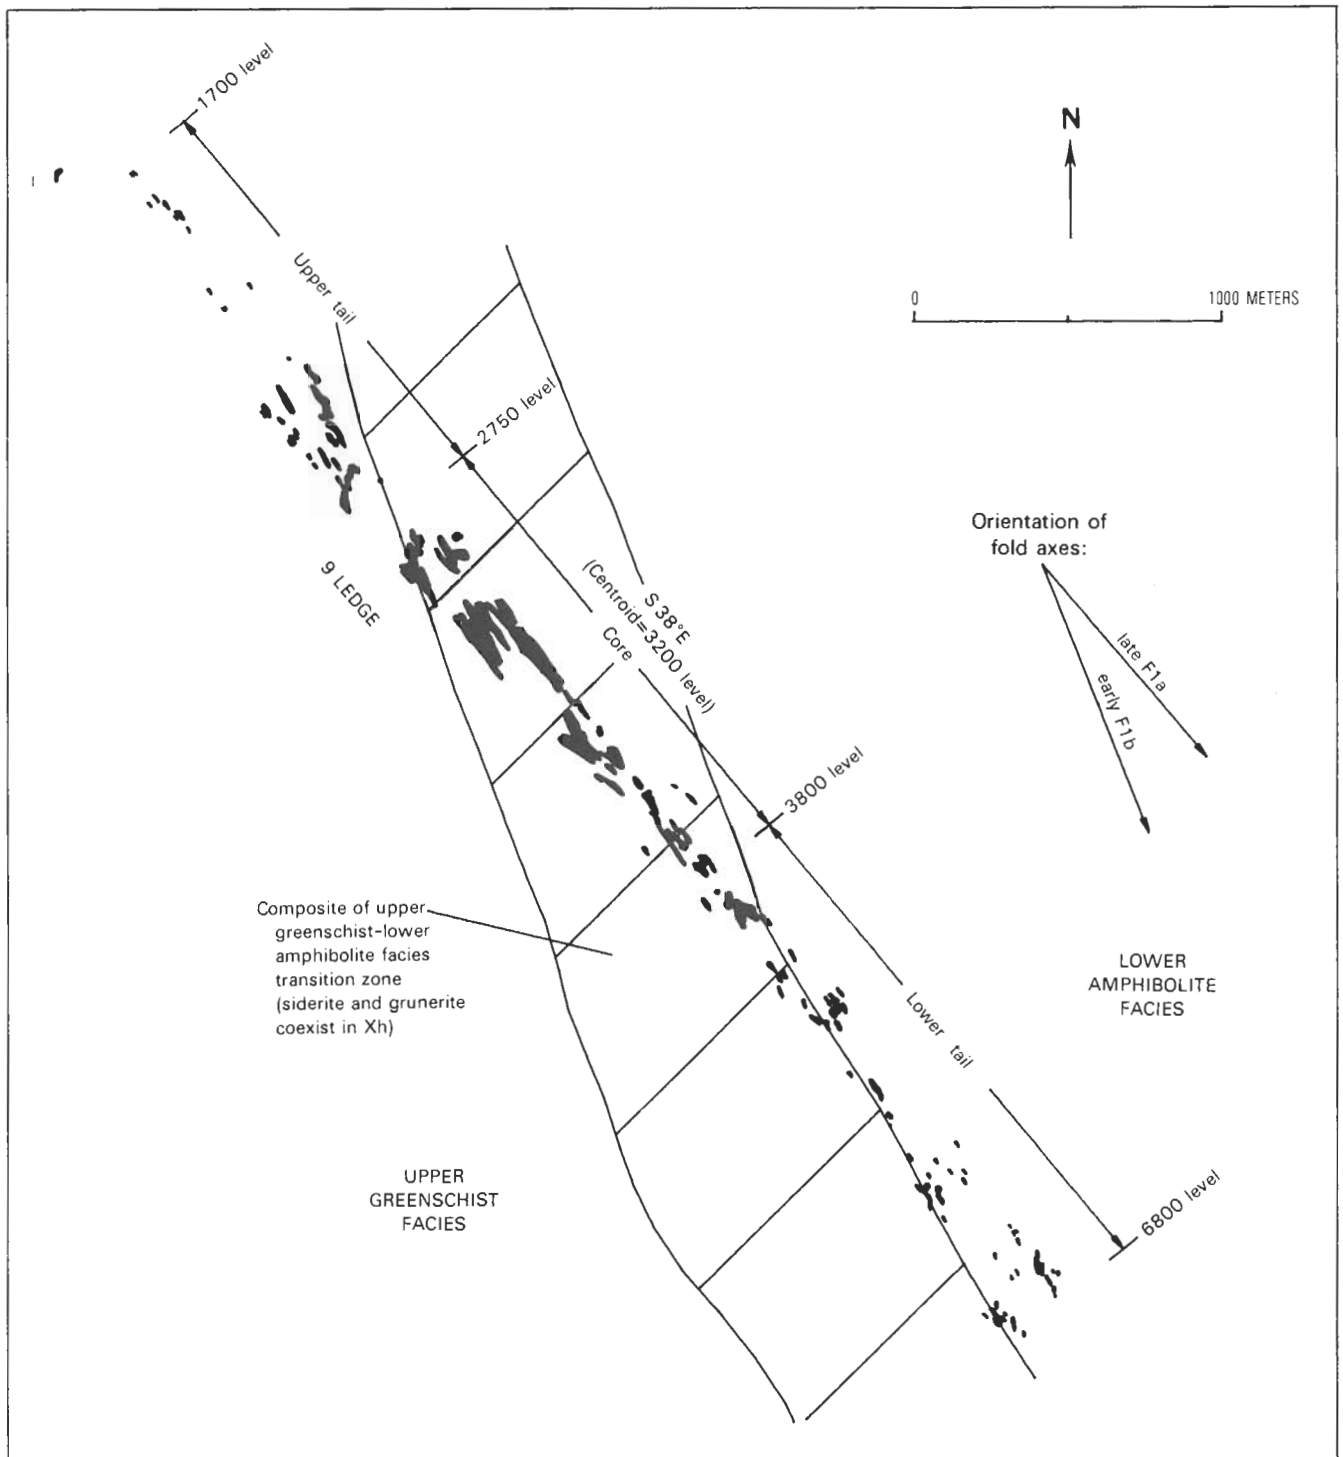 1700 level
N
0 1000 METERS
Upper tail
2750 level
Orientation of
fold axes:
late F1a
early F1b
9 LEDGE
S 38°E
(Centroid=3200 level)
Core
3800 level
Composite of upper
greenschist-lower
amphibolite facies
transition zone
(siderite and grunerite
coexist in Xh)
LOWER
AMPHIBOLITE
FACIES
Lower tail
UPPER
GREENSCHIST
FACIES
6800 level